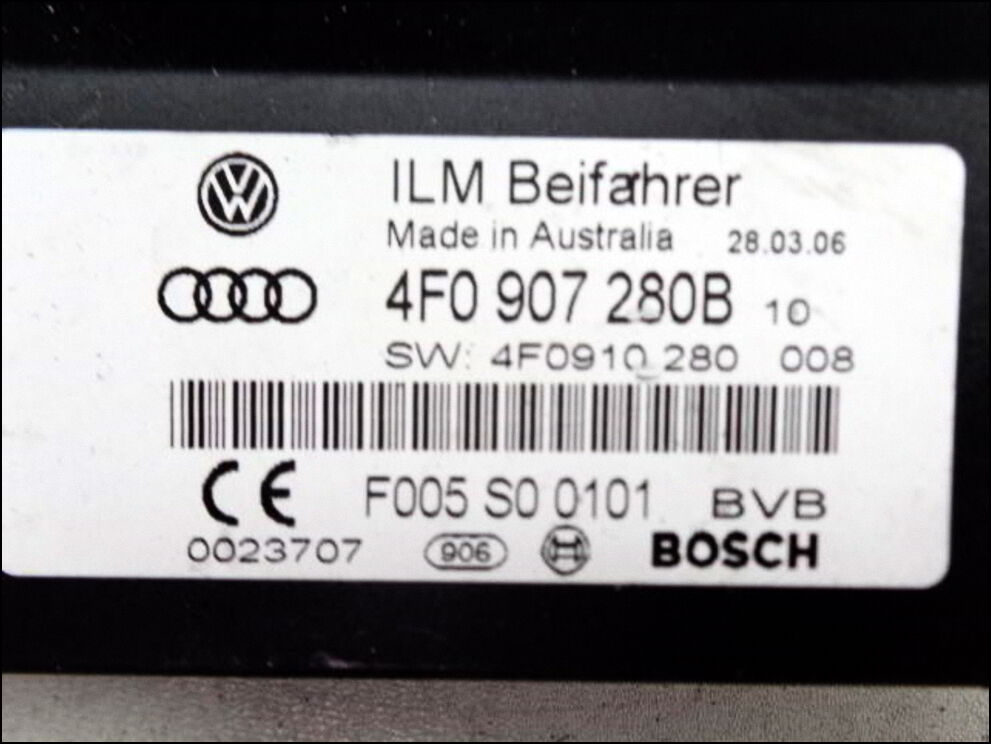 ILM Beifahrer
Made in Australia 28.03.06
4F0 907 280B 10
SW: 4F0910 280 008
CE F005 S0 0101 BVB
0023707 906 BOSCH